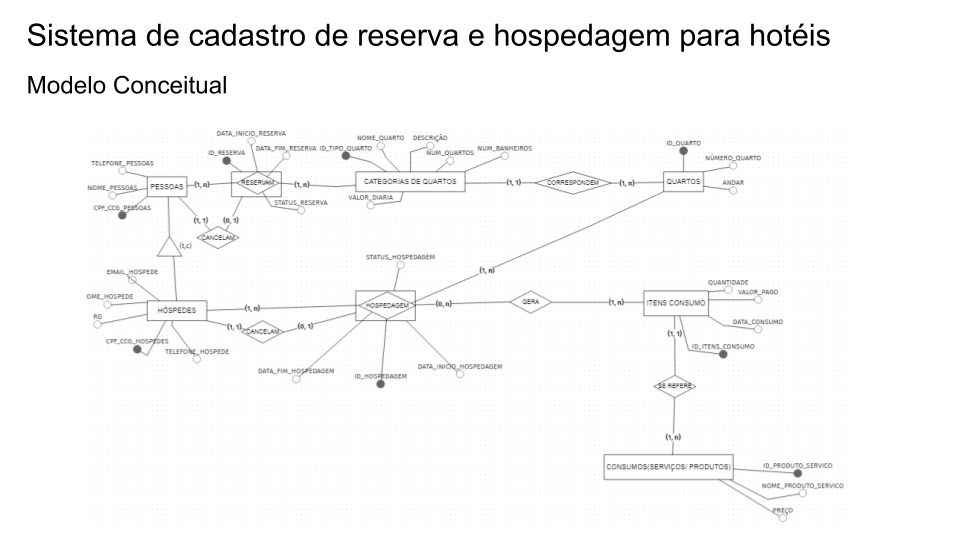 Sistema de cadastro de reserva e hospedagem para hotéis
Modelo Conceitual
DATA_INICIO_RESERVA
NOME_QUARTO
DESCRIÇÃO
ID_QUARTO
ID_RESERVA
DATA_FIM_RESERVA
ID_TIPO_QUARTO
NUM_QUARTOS
NUM_BANHEIROS
NÚMERO_QUARTO
TELEFONE_PESSOAS
NOME_PESSOAS
PESSOAS
(1, n)
RESERVAM
(1, n)
CATEGORIAS DE QUARTOS
(1, 1)
CORRESPONDEM
(1, n)
QUARTOS
ANDAR
CPF_CCG_PESSOAS
STATUS_RESERVA
VALOR_DIARIA
(1, 1)
(0, 1)
CANCELAM
(t,c)
STATUS_HOSPEDAGEM
EMAIL_HOSPEDE
(1, n)
QUANTIDADE
VALOR_PAGO
OME_HOSPEDE
HÓSPEDES
(1, n)
HOSPEDAGEM
(0, n)
GERA
(1, n)
ITENS CONSUMO
RG
(1, 1)
CANCELAM
(0, 1)
DATA_CONSUMO
CPF_CCG_HOSPEDES
TELEFONE_HOSPEDE
(1, 1)
ID_ITENS_CONSUMO
DATA_FIM_HOSPEDAGEM
ID_HOSPEDAGEM
DATA_INICIO_HOSPEDAGEM
SE REFERE
(1, n)
CONSUMOS(SERVIÇOS/ PRODUTOS)
ID_PRODUTO_SERVICO
NOME_PRODUTO_SERVICO
PREÇO